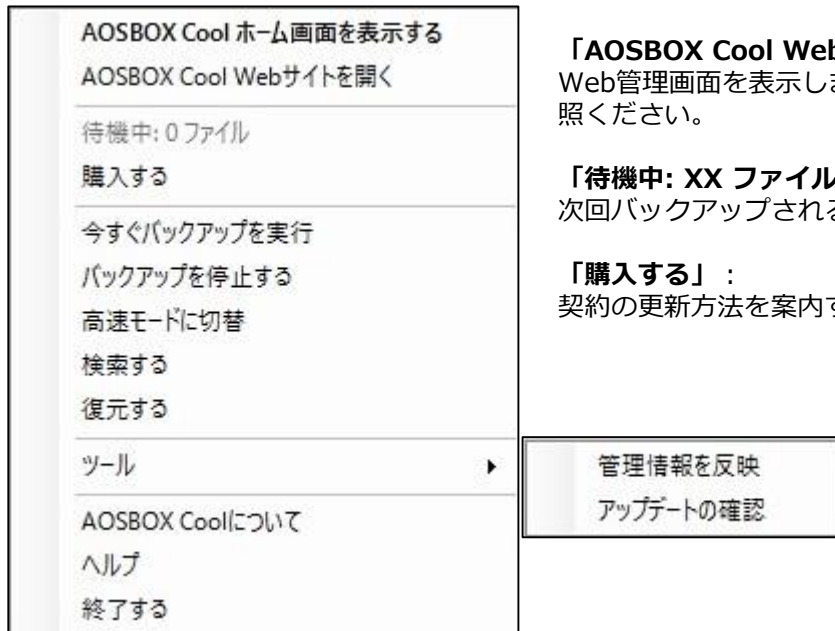 AOSBOX Cool ホーム画面を表示する
AOSBOX Cool Webサイトを開く
待機中: 0 ファイル
購入する
今すぐバックアップを実行
バックアップを停止する
高速モードに切替
検索する
復元する
ツール
AOSBOX Coolについて
ヘルプ
終了する
管理情報を反映
アップデートの確認
「AOSBOX Cool Web
Web管理画面を表示しま
照ください。
「待機中: XX ファイル
次回バックアップされる
「購入する」:
契約の更新方法を案内す